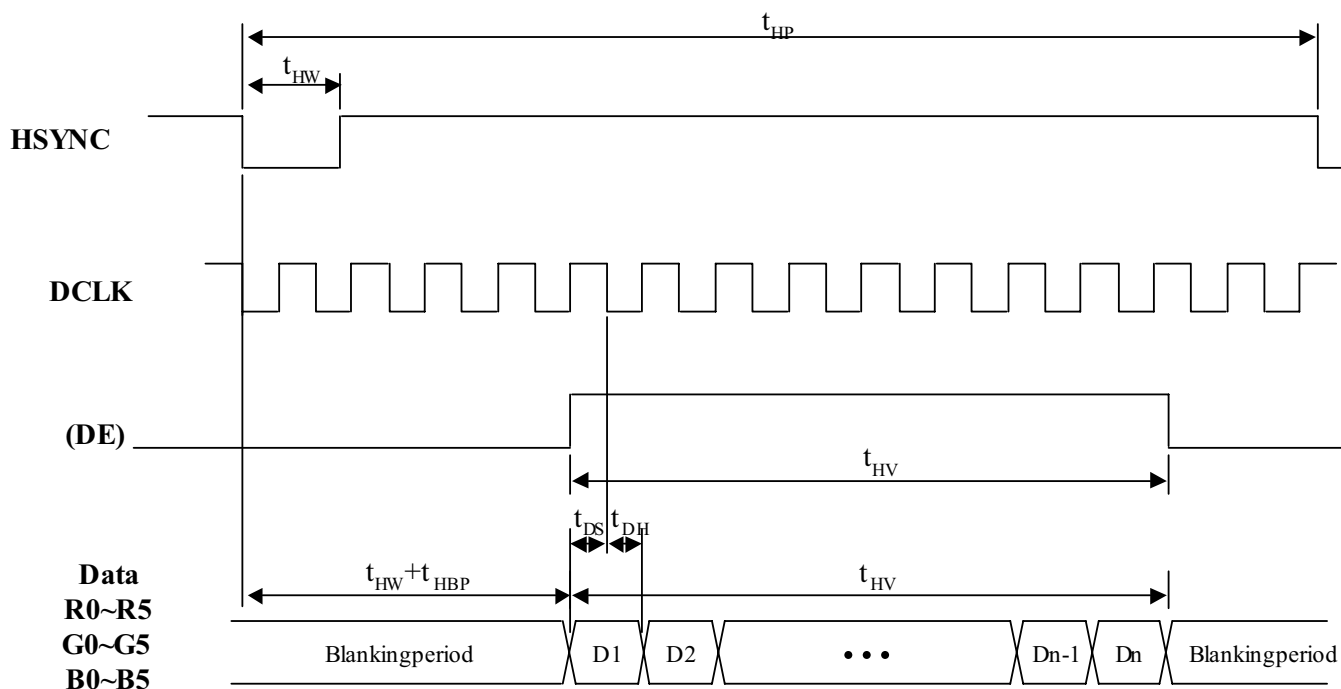 tHP
tHW
HSYNC
DCLK
(DE)
tHV
tDS tDH
Data
R0~R5
G0~G5
B0~B5
tHW+tHBP
tHV
Blankingperiod D1 D2 ••• Dn-1 Dn Blankingperiod